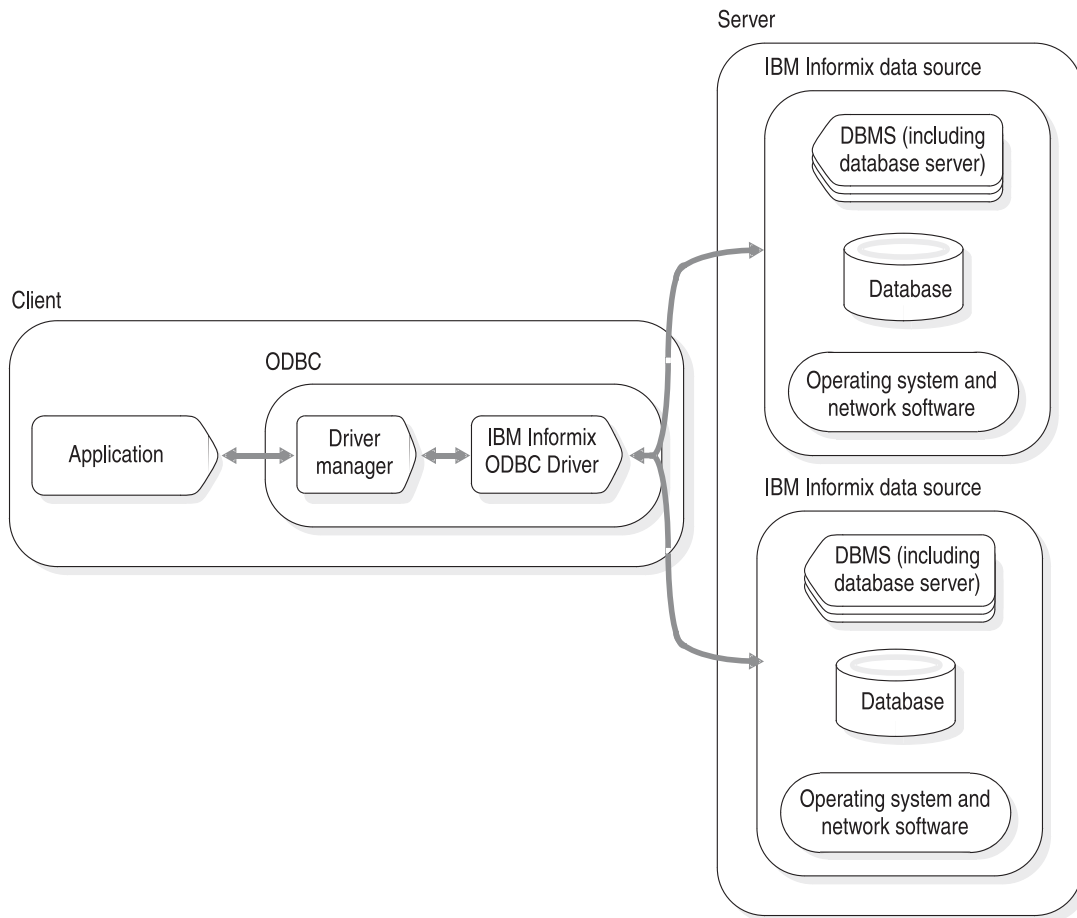 Server
IBM Informix data source
DBMS (including
database server)
Database
Operating system and
network software
Client
ODBC
Application
Driver
manager
IBM Informix
ODBC Driver
IBM Informix data source
DBMS (including
database server)
Database
Operating system and
network software